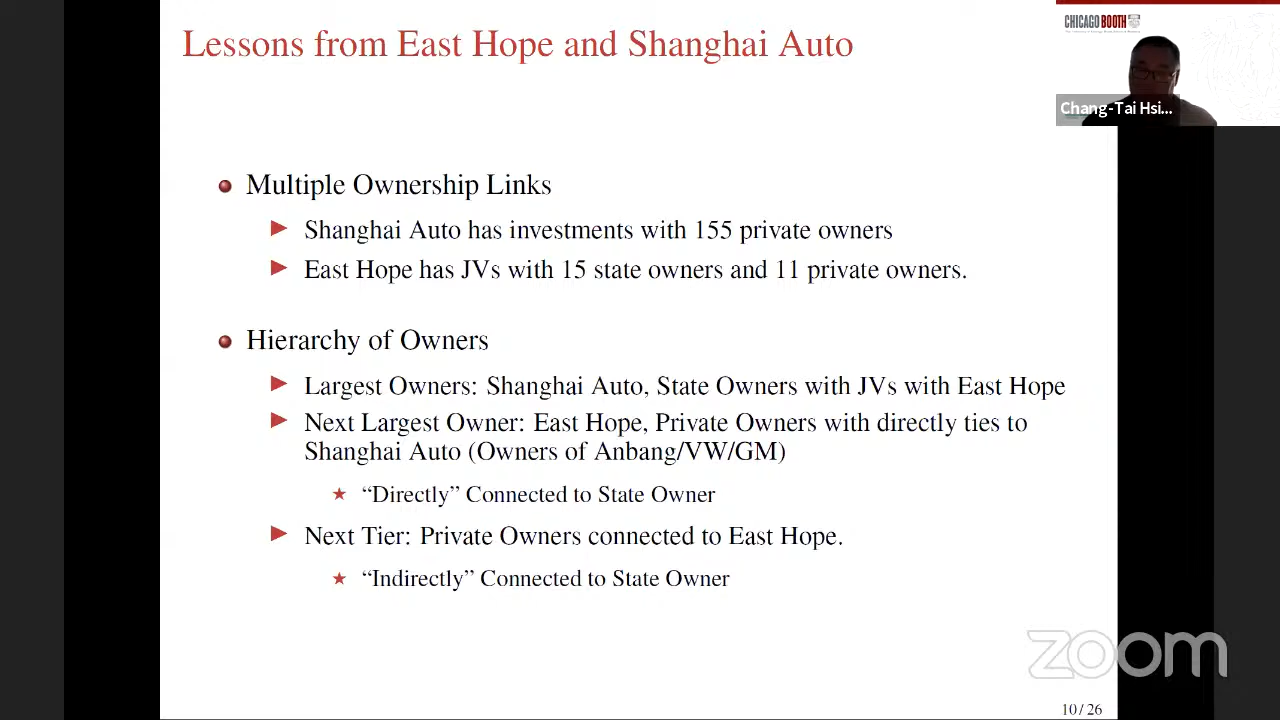 Lessons from East Hope and Shanghai Auto
CHICAGO BOOTH
Chang-Tai Hsi...
Multiple Ownership Links
Shanghai Auto has investments with 155 private owners
East Hope has JVs with 15 state owners and 11 private owners.
Hierarchy of Owners
Largest Owners: Shanghai Auto, State Owners with JVs with East Hope
Next Largest Owner: East Hope, Private Owners with directly ties to
Shanghai Auto (Owners of Anbang/VW/GM)
“Directly” Connected to State Owner
Next Tier: Private Owners connected to East Hope.
“Indirectly” Connected to State Owner
zoom
10 / 26